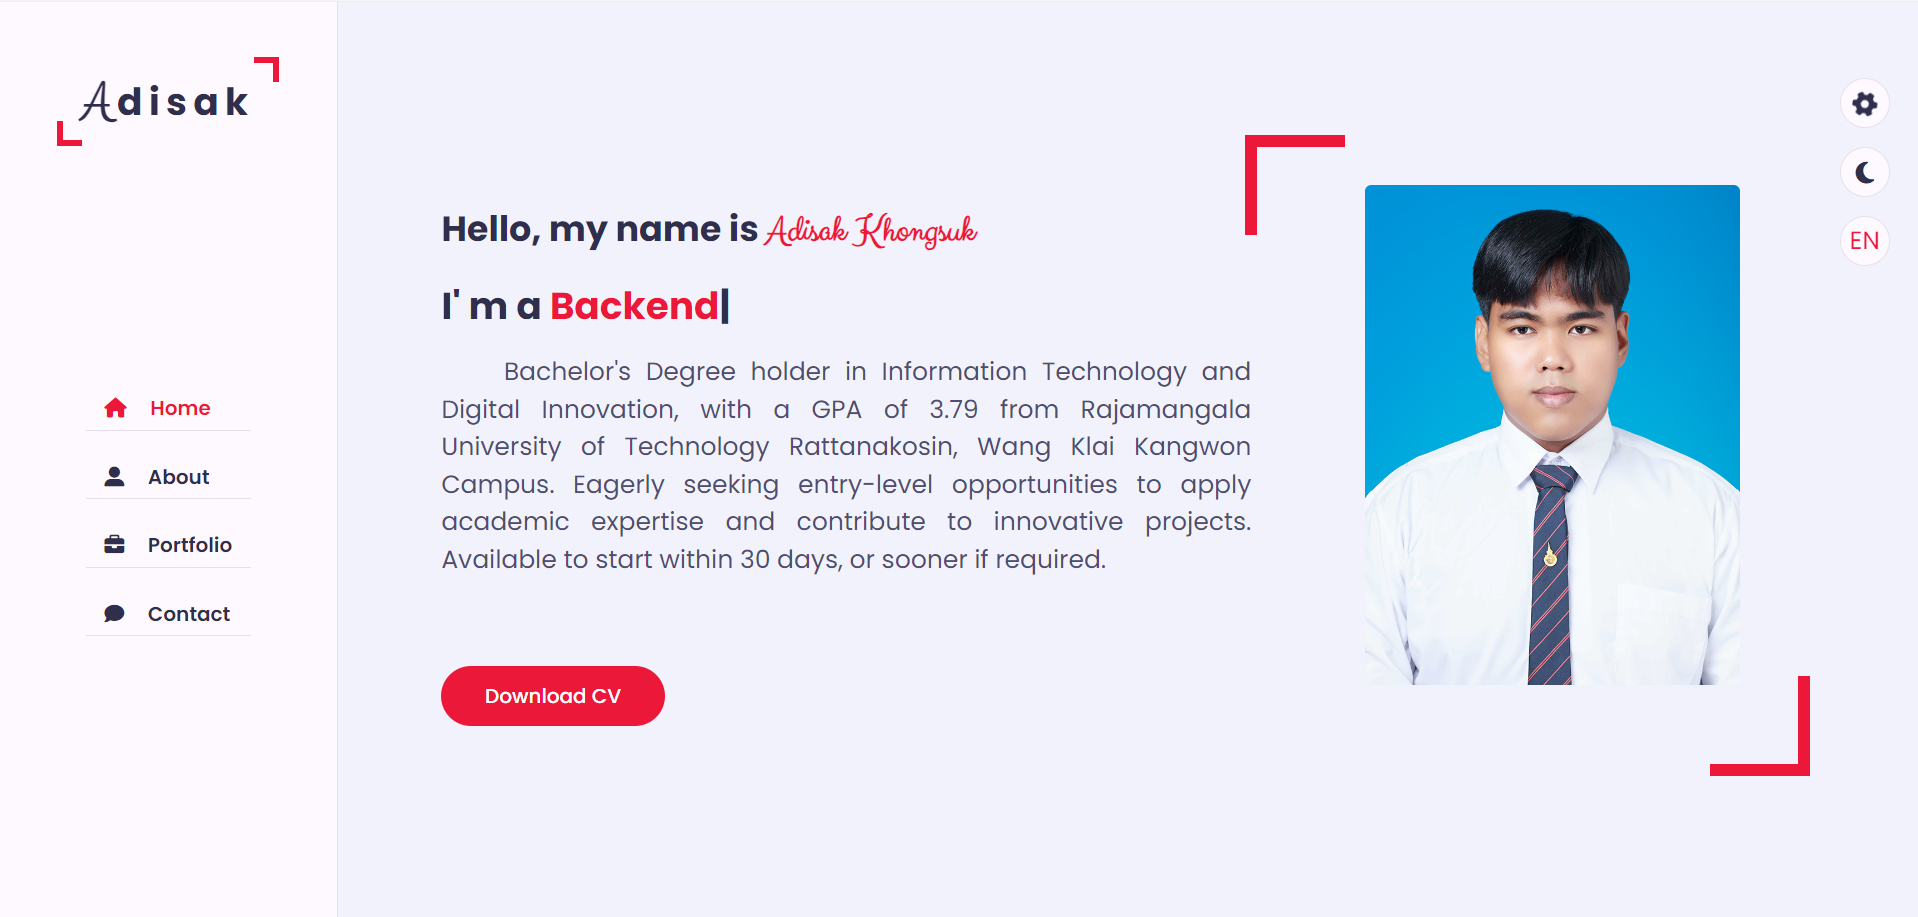 Adisak
Home
About
Portfolio
Contact
Hello, my name is Adisak Khongsuk
I' m a Backend|
Bachelor's Degree holder in Information Technology and
Digital Innovation, with a GPA of 3.79 from Rajamangala
University of Technology Rattanakosin, Wang Klai Kangwon
Campus. Eagerly seeking entry-level opportunities to apply
academic expertise and contribute to innovative projects.
Available to start within 30 days, or sooner if required.
Download CV
EN